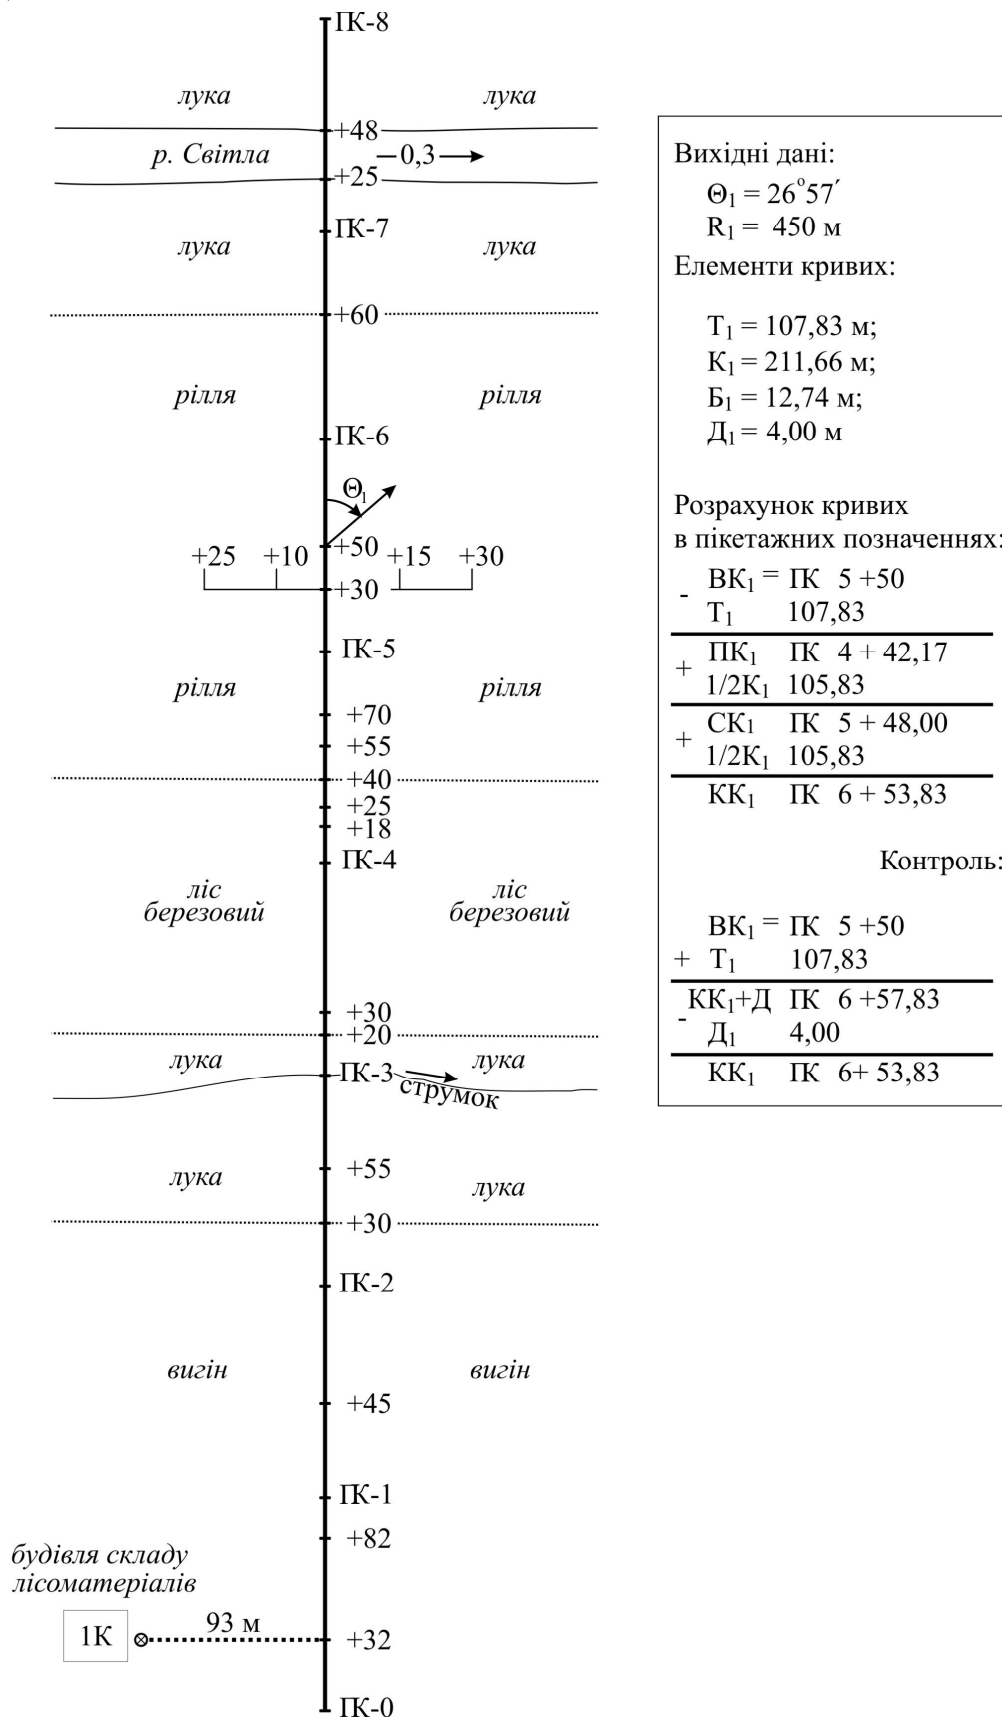 ПК-8
лука лука
+48
р. Світла 0,3
+25
ПК-7
лука лука
+60
рілля рілля
ПК-6
Θ1
+25 +10 +50 +15 +30
+30
ПК-5
рілля рілля
+70
+55
+40
+25
+18
ПК-4
ліс ліс
березовий березовий
+30
+20
лука ПК-3 лука
струмок
+55
лука лука
+30
ПК-2
вигін вигін
+45
ПК-1
+82
будівля складу
лісоматеріалів
1К 93 м +32
ПК-0
Вихідні дані:
Θ1 = 26°57′
R1 = 450 м
Елементи кривих:
Т1 = 107,83 м;
К1 = 211,66 м;
Б1 = 12,74 м;
Д1 = 4,00 м
Розрахунок кривих
в пікетажних позначеннях:
- ВК1 = ПК 5 +50
Т1 107,83
+ ПК1 ПК 4 + 42,17
1/2К1 105,83
+ СК1 ПК 5 + 48,00
1/2К1 105,83
КК1 ПК 6 + 53,83
Контроль:
ВК1 = ПК 5 +50
+ Т1 107,83
- КК1+Д ПК 6 +57,83
Д1 4,00
КК1 ПК 6+ 53,83